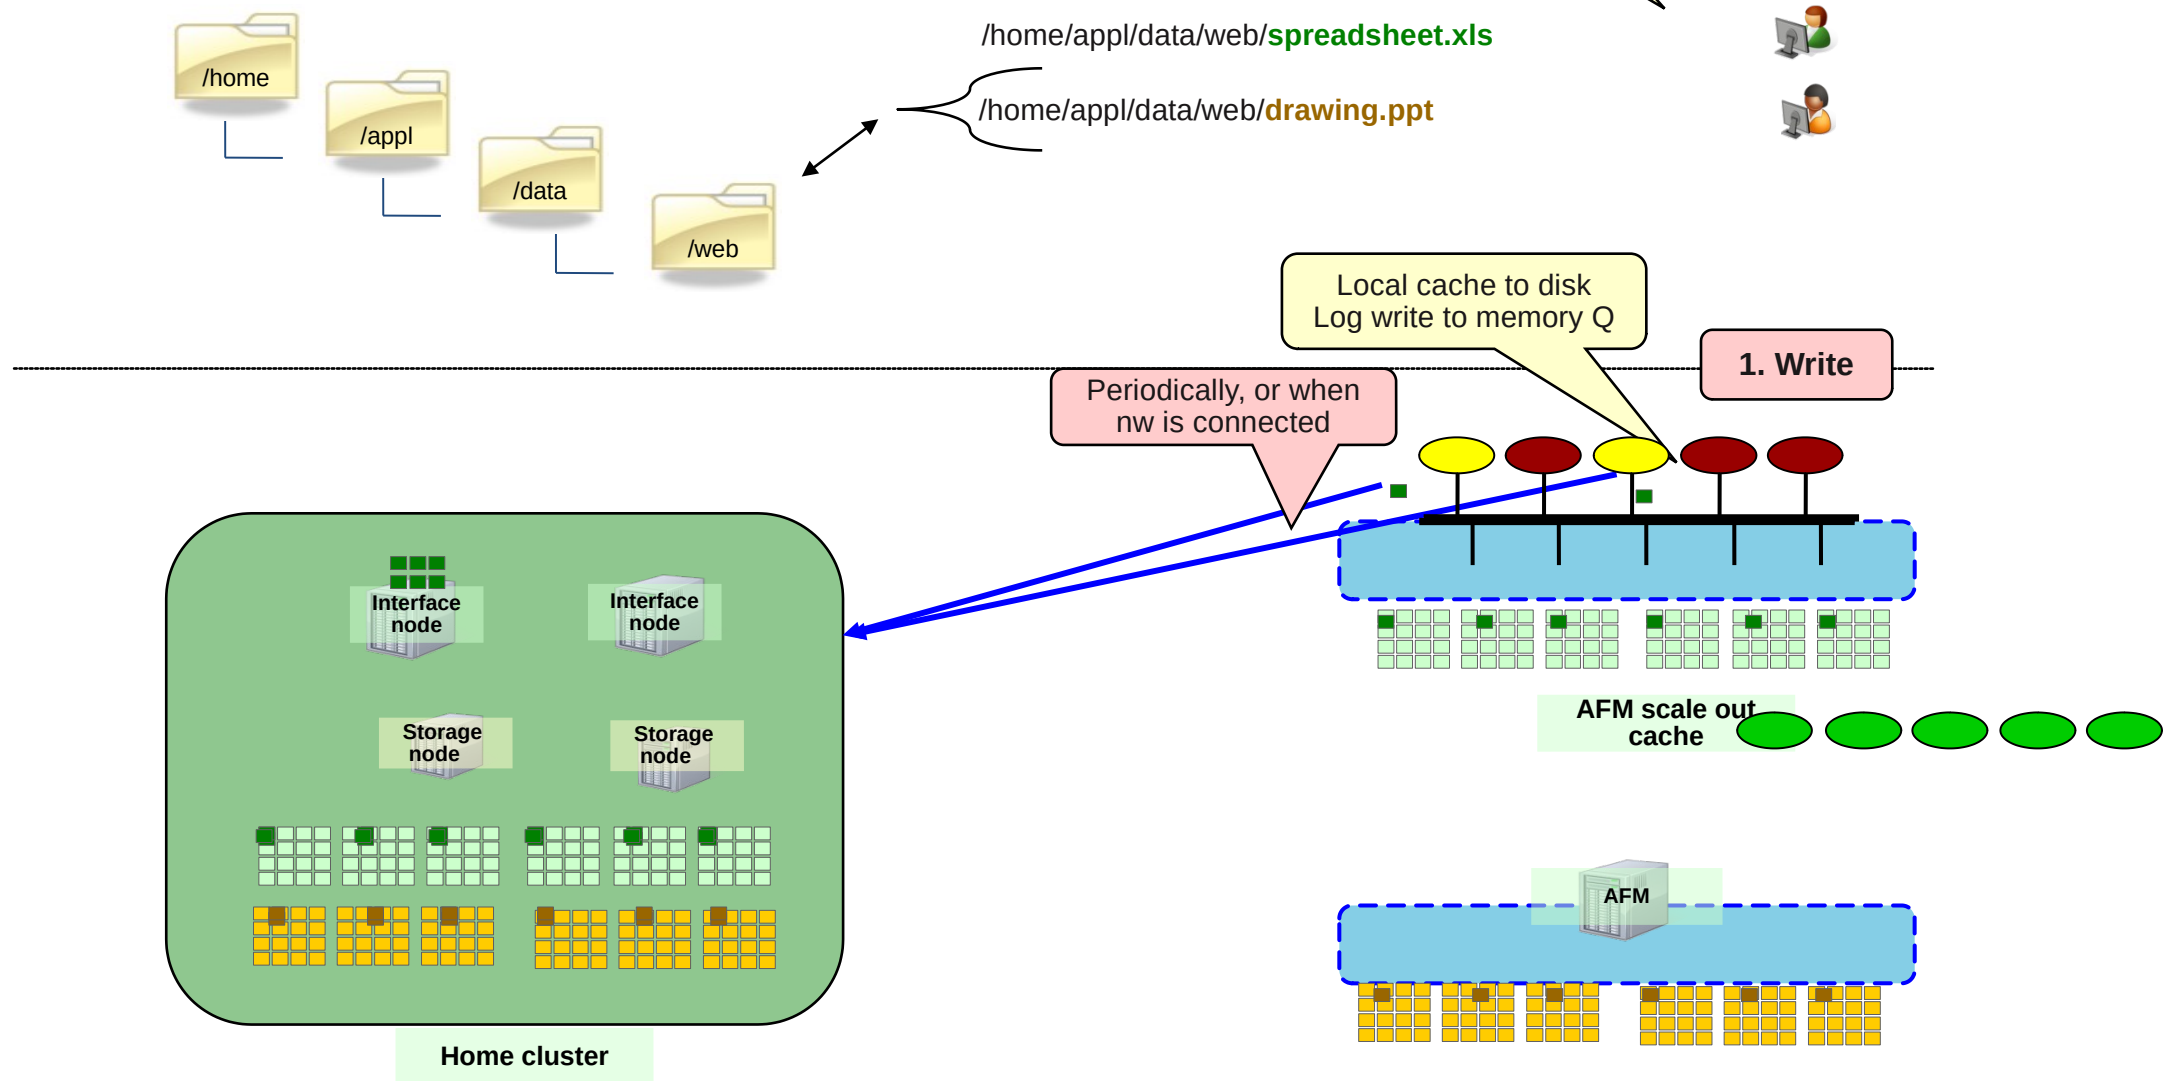 /home/appl/data/web/spreadsheet.xls
/home
/home/appl/data/web/drawing.ppt
/appl
/data
/web
Local cache to disk
Log write to memory Q
1. Write
Periodically, or when
nw is connected
Interface
node
Interface
node
Storage
node
Storage
node
AFM scale out
cache
AFM
Home cluster